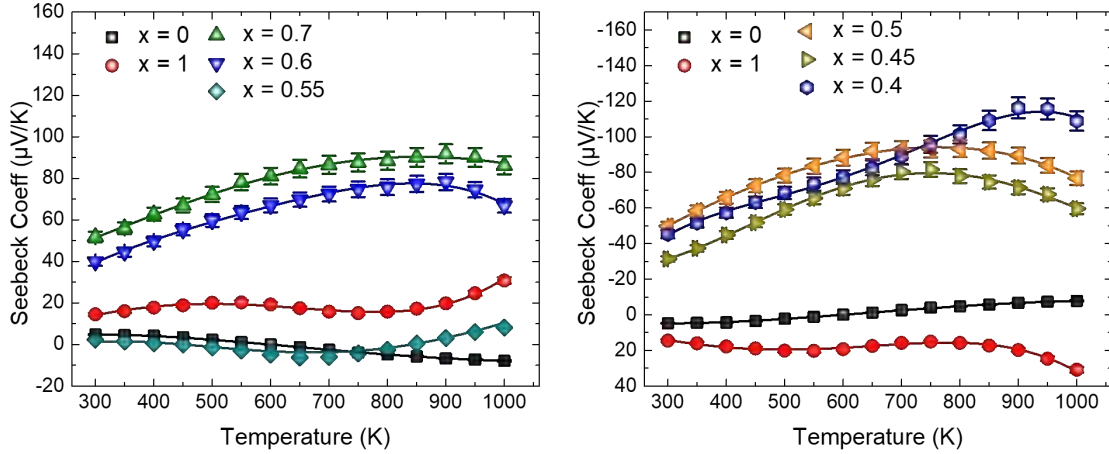 160
140
120
100
80
60
40
20
0
-20
Seebeck Coeff (µV/K)
x = 0
x = 1
x = 0.7
x = 0.6
x = 0.55
300 400 500 600 700 800 900 1000
Temperature (K)
-160
-140
-120
-100
-80
-60
-40
-20
0
20
40
Seebeck Coeff (µV/K),
x = 0
x = 1
x = 0.5
x = 0.45
x = 0.4
300 400 500 600 700 800 900 1000
Temperature (K)